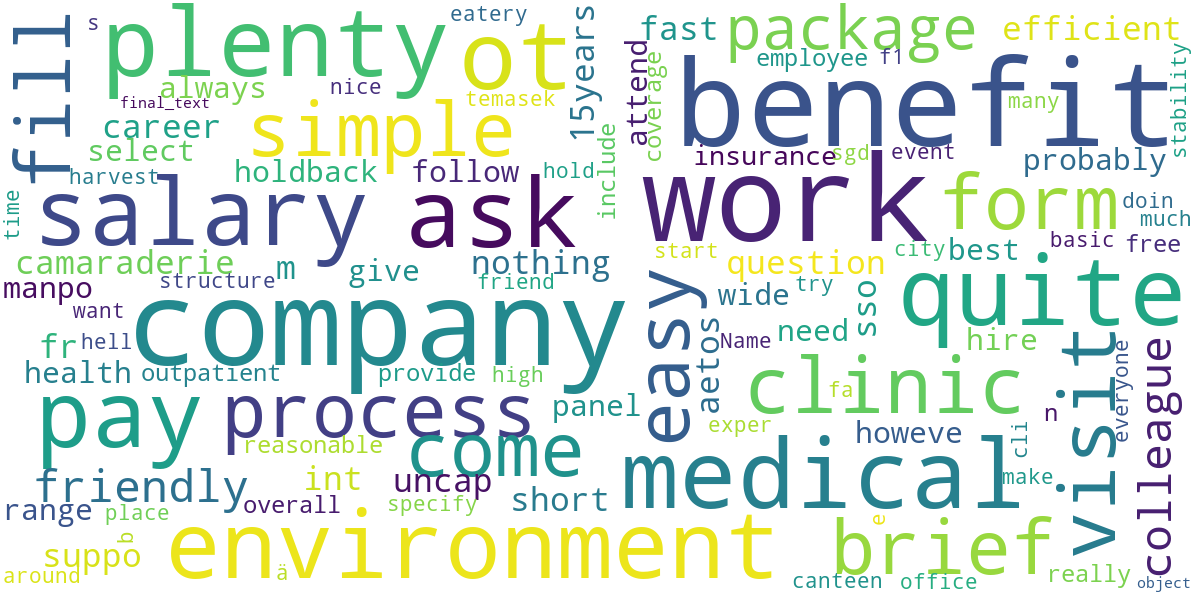 eatery
s
plenty
ot
15years
fast
package
efficient
fill
always
nice
temasek
final_text
attend
coverage
employee
f1
benefit
many
stability
career
simple
select
harvest
holdback
follow
hold
include
insurance
sgd
event
probably
time
salary
ask
work
form
doin
much
camaraderie
structure
m
give
nothing
friend
start
question
city
best
basic
free
manpo
want
company
easy
wide
try
sso
quite
fr
hell
aetos
Name
need
hire
health
outpatient
provide
high
clinic
fa
visit
everyone
colleague
pay
process
panel
exper
howeve
cli
n
reasonable
come
friendly
int
uncap
short
medical
make
range
place
overall
specify
b
suppo
environment
ä
e
brief
really
around
canteen
office
object